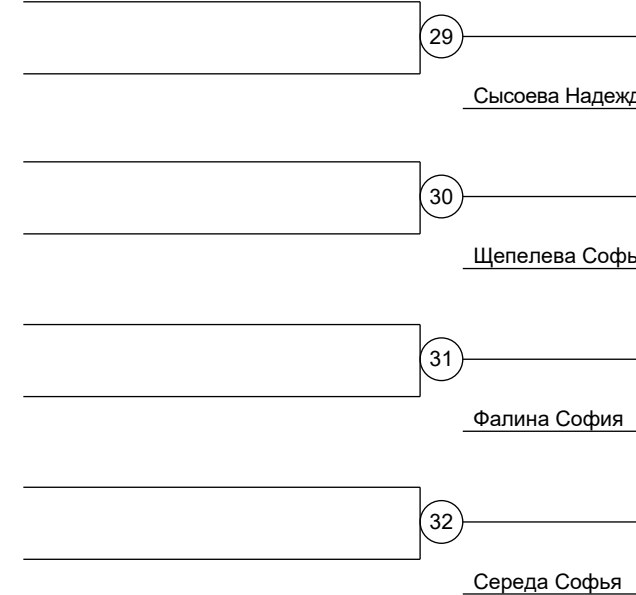 29
Сысоева Надежд
30
Щепелева Софь
31
Фалина София
32
Середа Софья